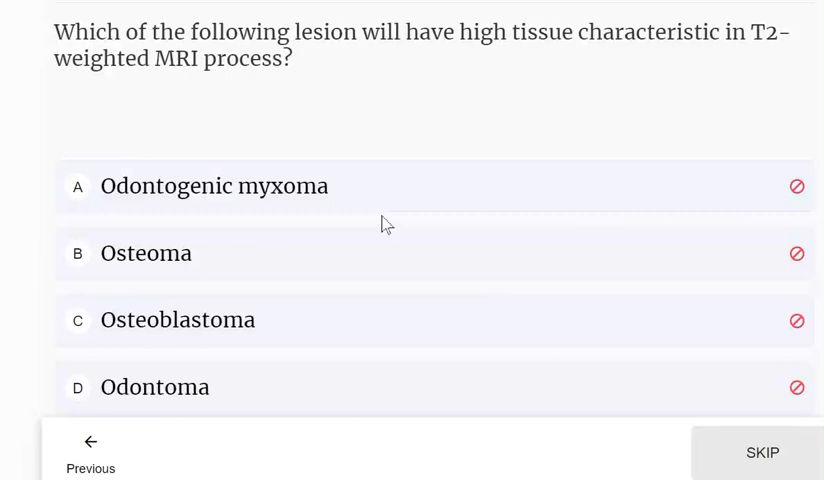 Which of the following lesion will have high tissue characteristic in T2-
weighted MRI process?
A Odontogenic myxoma
B Osteoma
C Osteoblastoma
D Odontoma
← Previous
SKIP